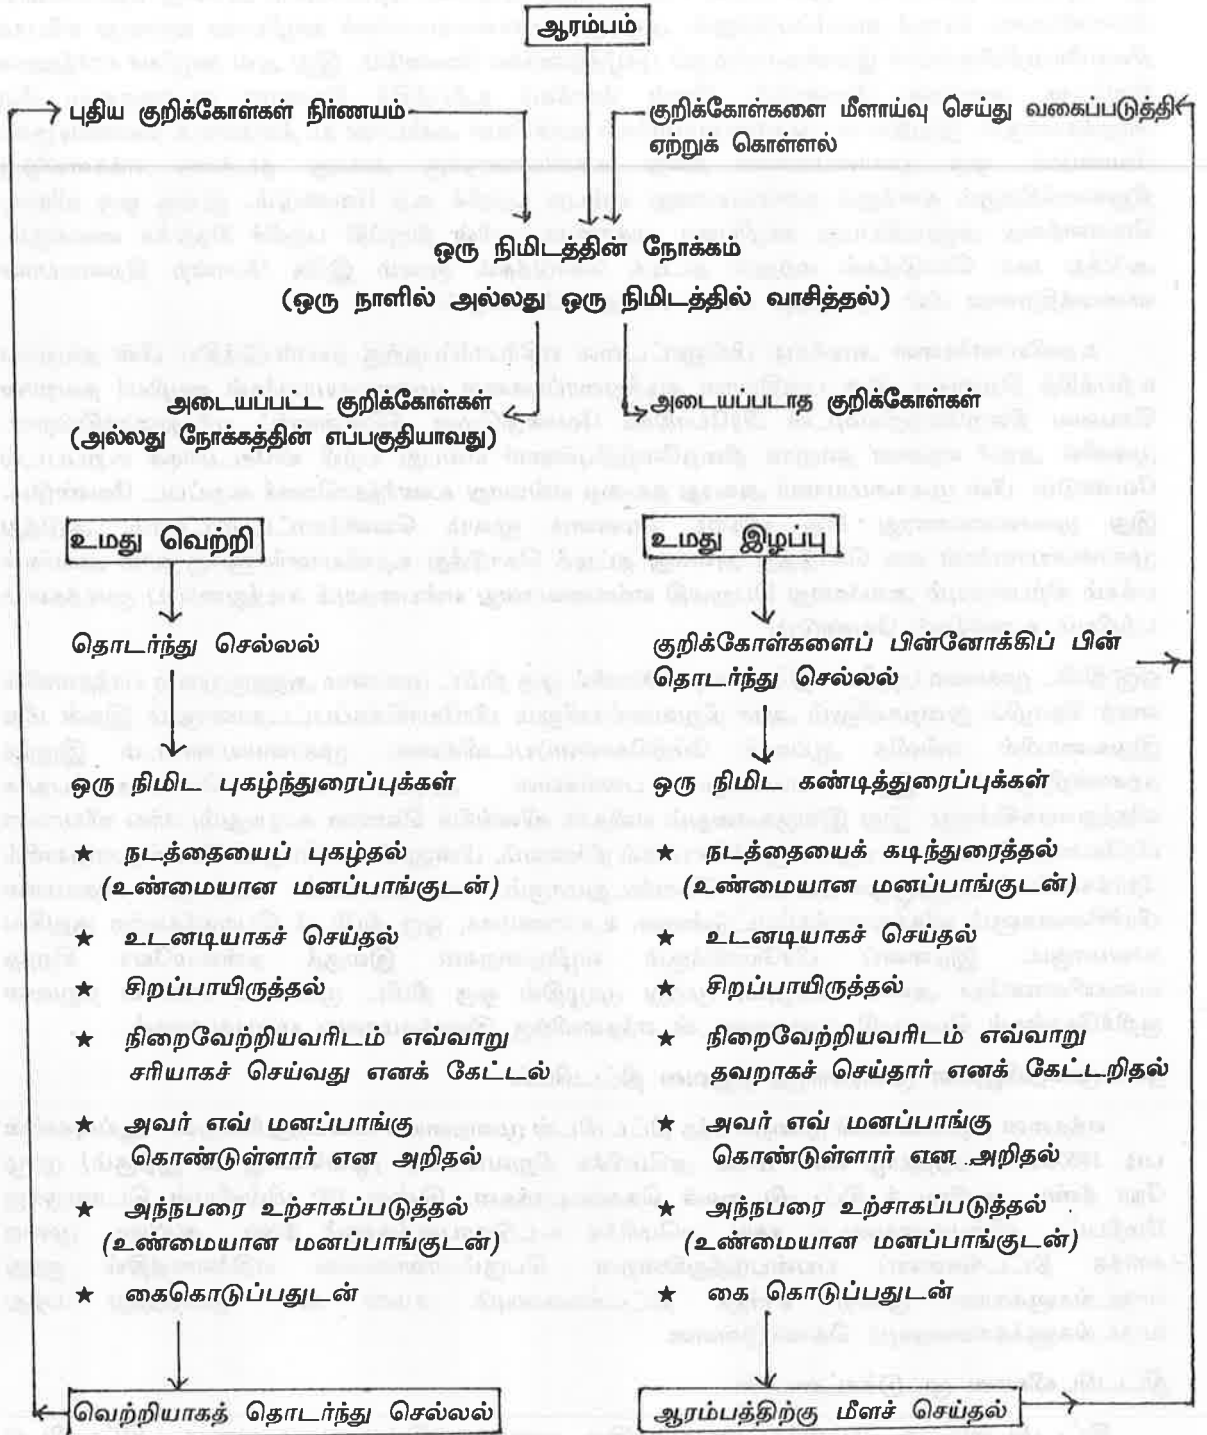 ஆரம்பம்
புதிய குறிக்கோள்கள் நிர்ணயம்
குறிக்கோள்களை மீளாய்வு செய்து வகைப்படுத்தி
ஏற்றுக் கொள்ளல்
ஒரு நிமிடத்தின் நோக்கம்
(ஒரு நாளில் அல்லது ஒரு நிமிடத்தில் வாசித்தல்)
அடையப்பட்ட குறிக்கோள்கள்
(அல்லது நோக்கத்தின் எப்பகுதியாவது)
அடையப்படாத குறிக்கோள்கள்
உமது வெற்றி
தொடர்ந்து செல்லல்
ஒரு நிமிட புகழ்ந்துரைப்புக்கள்
★ நடத்தையைப் புகழ்தல்
(உண்மையான மனப்பாங்குடன்)
★ உடனடியாகச் செய்தல்
★ சிறப்பாயிருத்தல்
★ நிறைவேற்றியவரிடம் எவ்வாறு
சரியாகச் செய்வது எனக் கேட்டல்
★ அவர் எவ் மனப்பாங்கு
கொண்டுள்ளார் என அறிதல்
★ அந்நபரை உற்சாகப்படுத்தல்
(உண்மையான மனப்பாங்குடன்)
★ கைகொடுப்பதுடன்
வெற்றியாகத் தொடர்ந்து செல்லல்
உமது இழப்பு
குறிக்கோள்களைப் பின்னோக்கிப் பின்
தொடர்ந்து செல்லல்
ஒரு நிமிட கண்டித்துரைப்புக்கள்
★ நடத்தையைக் கடிந்துரைத்தல்
(உண்மையான மனப்பாங்குடன்)
★ உடனடியாகச் செய்தல்
★ சிறப்பாயிருத்தல்
★ நிறைவேற்றியவரிடம் எவ்வாறு
தவறாகச் செய்தார் எனக் கேட்டறிதல்
★ அவர் எவ் மனப்பாங்கு
கொண்டுள்ளார் என அறிதல்
★ அந்நபரை உற்சாகப்படுத்தல்
(உண்மையான மனப்பாங்குடன்)
★ கை கொடுப்பதுடன்
ஆரம்பத்திற்கு மீளச் செய்தல்